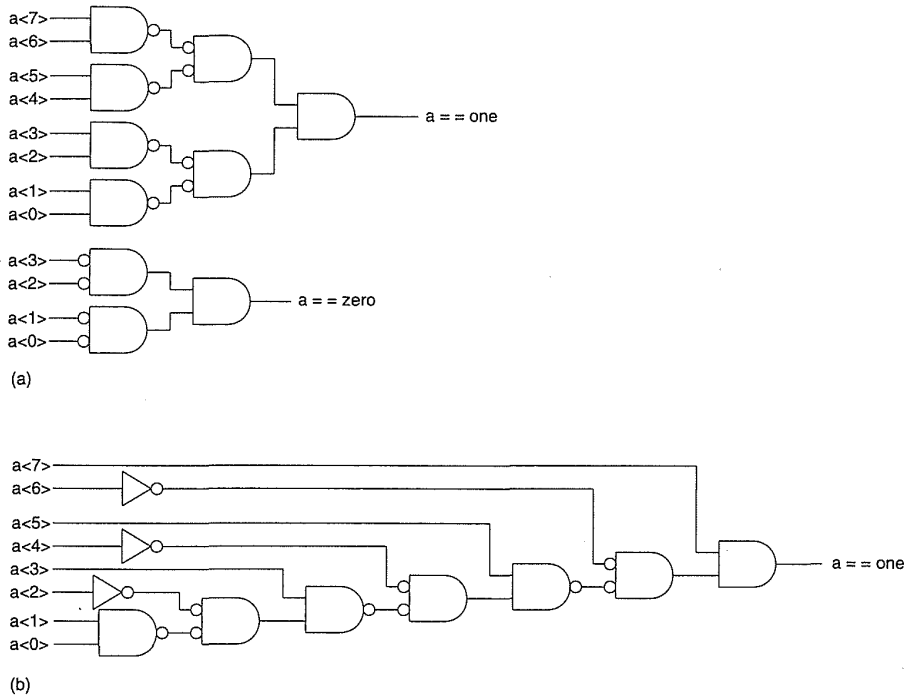 a<7>
a<6>
a<5>
a<4>
a<3>
a<2>
a<1>
a<0>
a = = one
a<3>
a<2>
a<1>
a<0>
a = = zero
(a)
a<7>
a<6>
a<5>
a<4>
a<3>
a<2>
a<1>
a<0>
a = = one
(b)